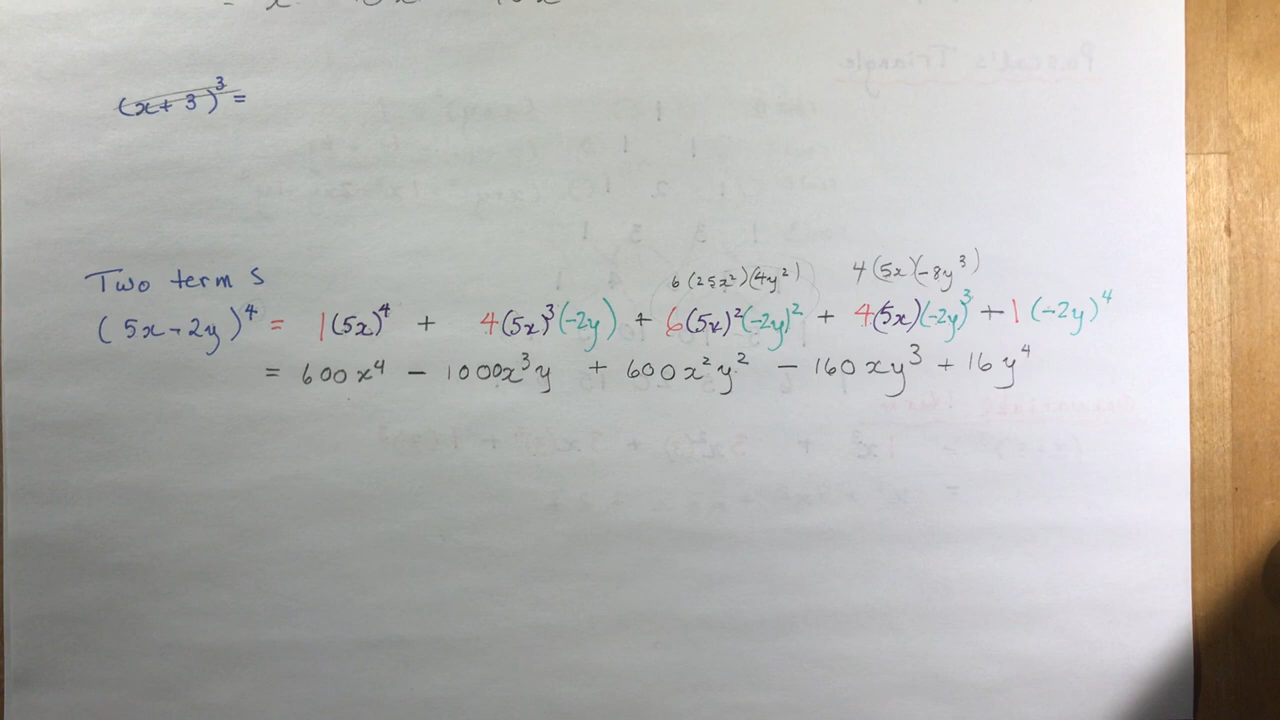 (x+3)³=
Two terms
6(25x²)(4y²) 4(5x)(-8y³)
(5x-2y)⁴ = 1(5x)⁴ + 4(5x)³(-2y) + 6(5x)²(-2y)² + 4(5x)(-2y)³ + 1(-2y)⁴
= 600x⁴ - 1000x³y + 600x²y² - 160xy³ + 16y⁴